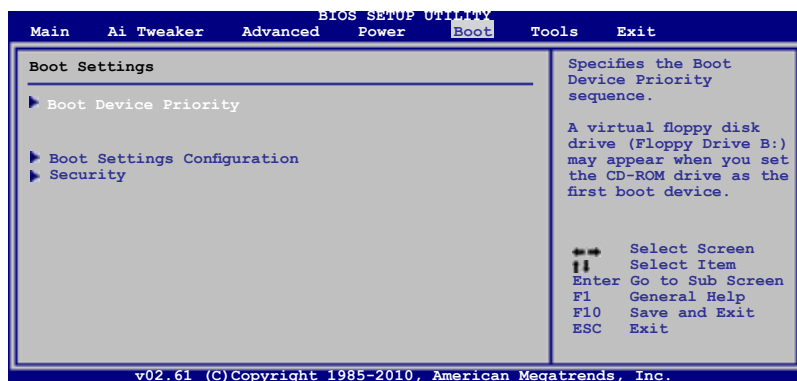 BIOS SETUP UTILITY
Main Ai Tweaker Advanced Power Boot Tools Exit
Boot Settings
Boot Device Priority
Boot Settings Configuration
Security
Specifies the Boot
Device Priority
sequence.
A virtual floppy disk
drive (Floppy Drive B:)
may appear when you set
the CD-ROM drive as the
first boot device.
Select Screen
Select Item
Enter Go to Sub Screen
F1 General Help
F10 Save and Exit
ESC Exit
v02.61 (C)Copyright 1985-2010, American Megatrends, Inc.